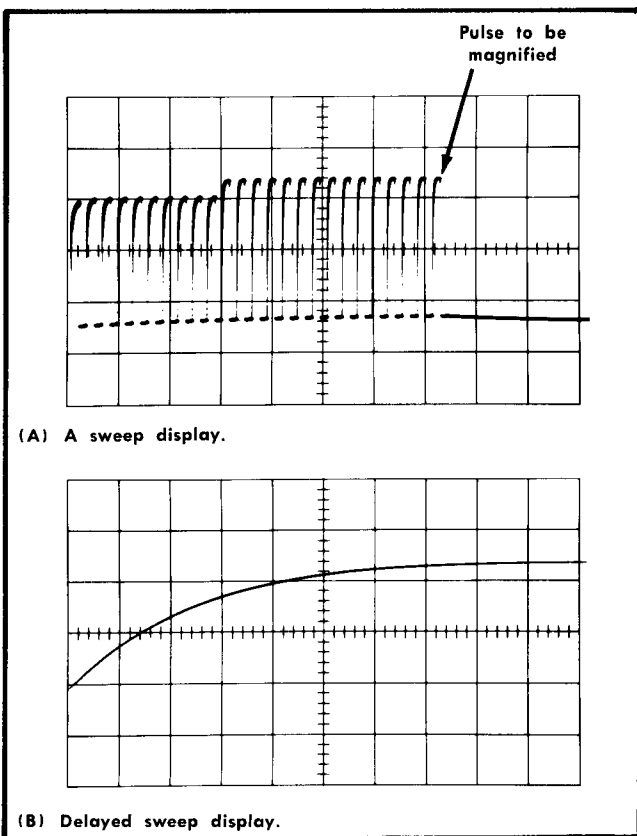 Pulse to be
magnified
(A) A sweep display.
(B) Delayed sweep display.